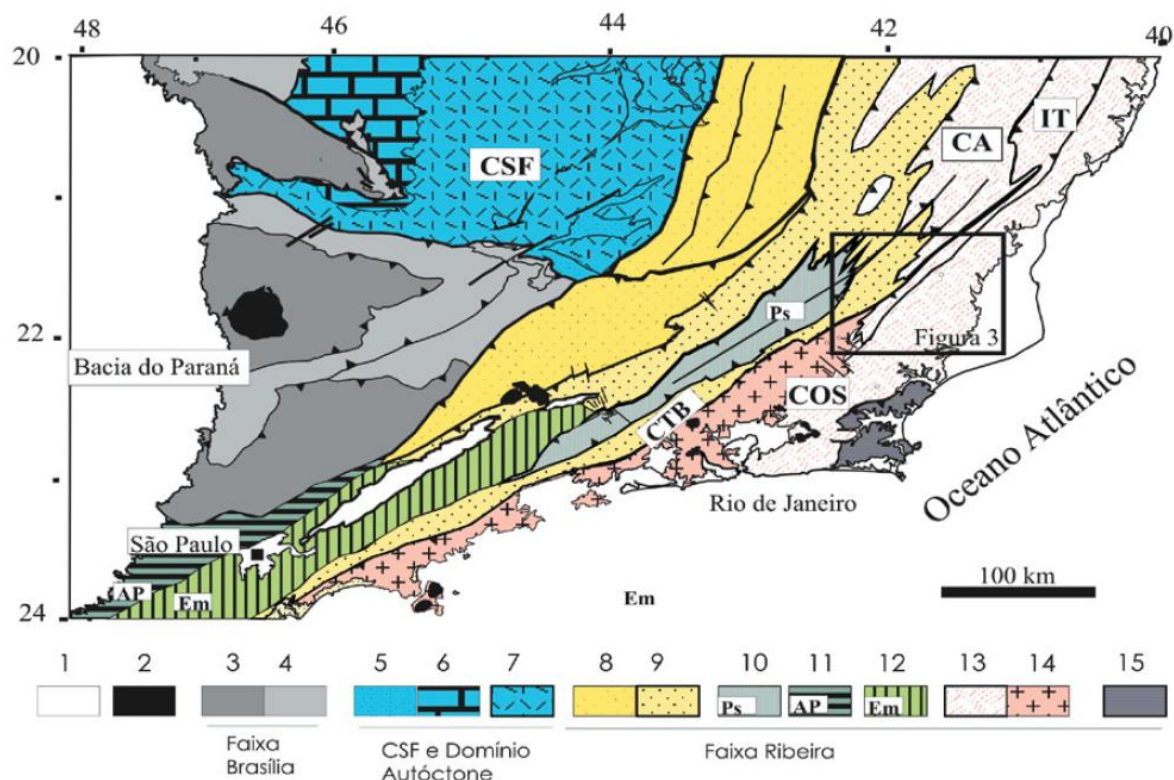 48 46 44 42 40
20
CSF
CA
IT
Ps
22
Figura 3
Bacia do Paraná
COS
CTB
Oceano Atlântico
Rio de Janeiro
São Paulo
100 km
AP
Em
Em
24
1 2 3 4 5 6 7 8 9 10 11 12 13 14 15
Ps AP Em
Faixa Brasília
CSF e Domínio Autóctone
Faixa Ribeira